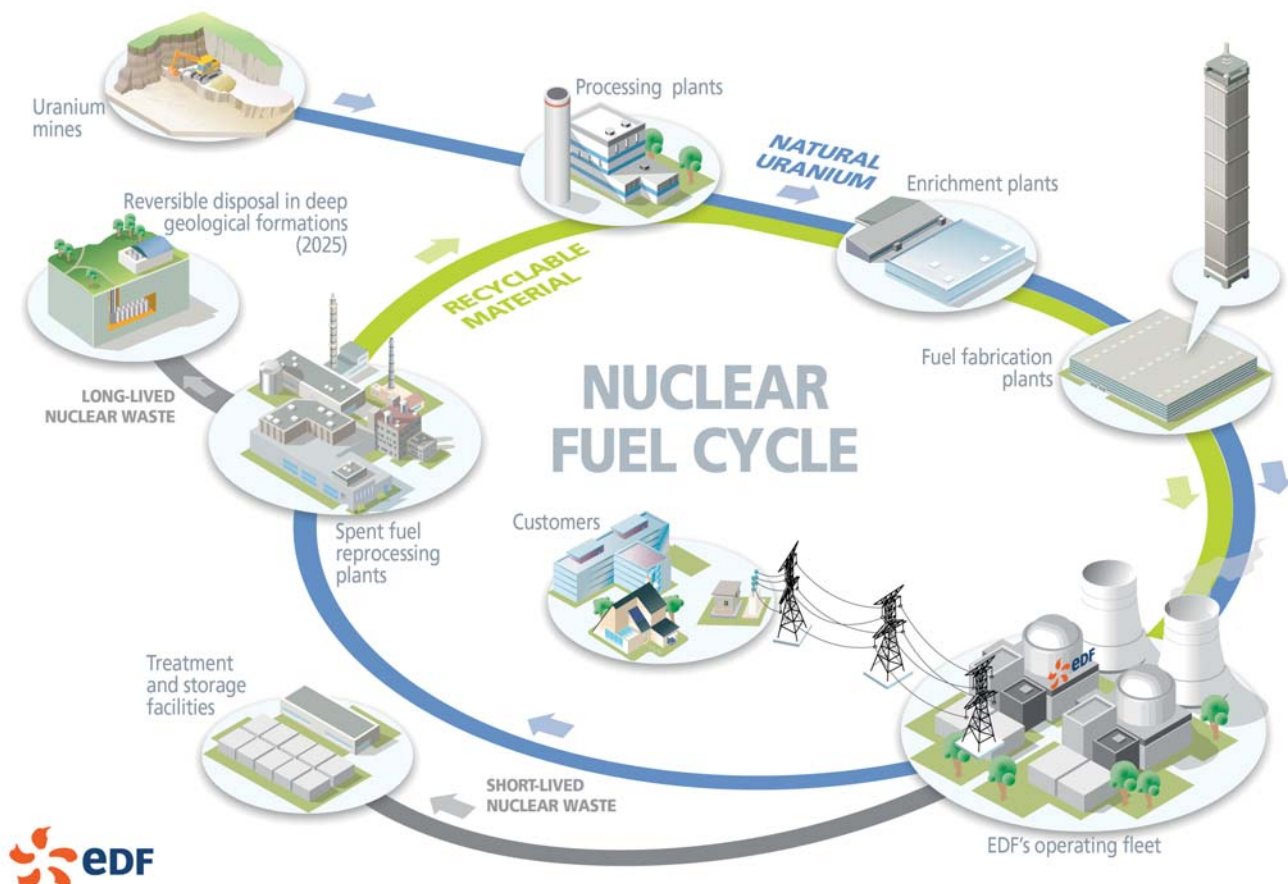 Uranium
mines
Processing plants
NATURAL
URANIUM
Enrichment plants
Reversible disposal in deep
geological formations
(2025)
RECYCLABLE
MATERIAL
Fuel fabrication
plants
LONG-LIVED
NUCLEAR WASTE
NUCLEAR
FUEL CYCLE
Spent fuel
reprocessing
plants
Customers
eDF
Treatment
and storage
facilities
SHORT-LIVED
NUCLEAR WASTE
EDF's operating fleet
eDF